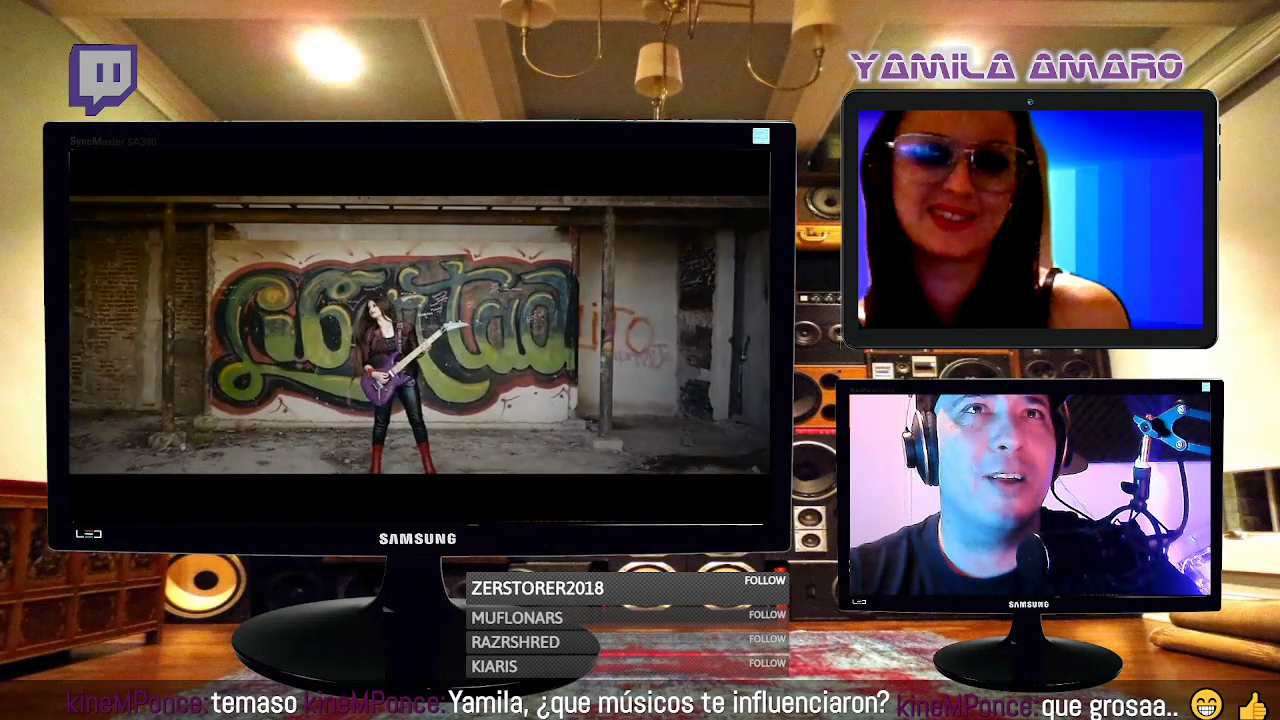 YAMILA AMARO
SyncMaster SA300
Libertad
SAMSUNG
SAMSUNG
ZERSTORER2018 FOLLOW
MUFLONARS FOLLOW
RAZRSHRED FOLLOW
KIARIS FOLLOW
kineMPonce: temaso kineMPonce: Yamila, ¿que músicos te influenciaron? kineMPonce: que grosaa.. 😁 👍